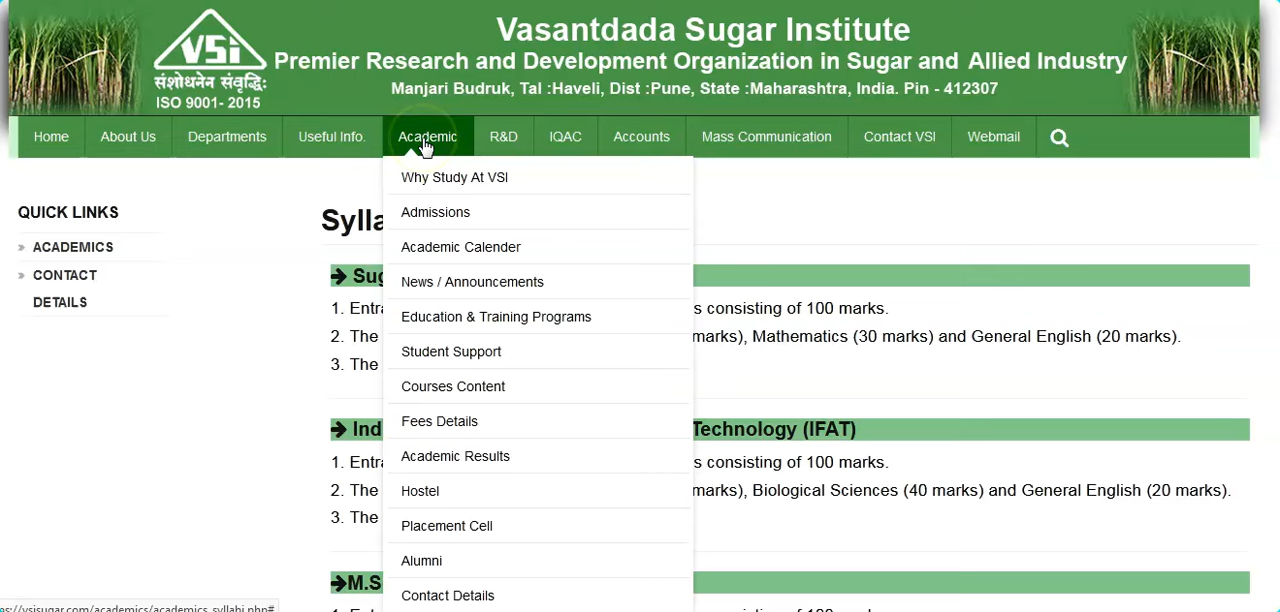 Vasantdada Sugar Institute
VSi
Premier Research and Development Organization in Sugar and Allied Industry
संशोधनेन संवृद्धिः
Manjari Budruk, Tal :Haveli, Dist :Pune, State :Maharashtra, India. Pin - 412307
ISO 9001- 2015
Home About Us Departments Useful Info. Academic R&D IQAC Accounts Mass Communication Contact VSI Webmail
Why Study At VSI
Admissions
Academic Calender
News / Announcements
Education & Training Programs
Student Support
Courses Content
Fees Details
Academic Results
Hostel
Placement Cell
Alumni
Contact Details
QUICK LINKS
» ACADEMICS
» CONTACT
DETAILS
Sylla
➔ Sug
1. Entra s consisting of 100 marks.
2. The marks), Mathematics (30 marks) and General English (20 marks).
3. The
➔ Ind Technology (IFAT)
1. Entra s consisting of 100 marks.
2. The marks), Biological Sciences (40 marks) and General English (20 marks).
3. The
➔M.S